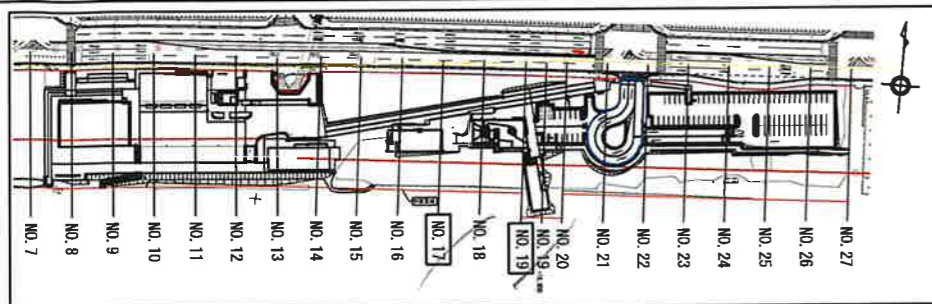 NO. 7
NO. 8
NO. 9
NO. 10
NO. 11
NO. 12
NO. 13
NO. 14
NO. 15
NO. 16
NO. 17
NO. 18
NO. 19
NO. 19
NO. 20
NO. 21
NO. 22
NO. 23
NO. 24
NO. 25
NO. 26
NO. 27